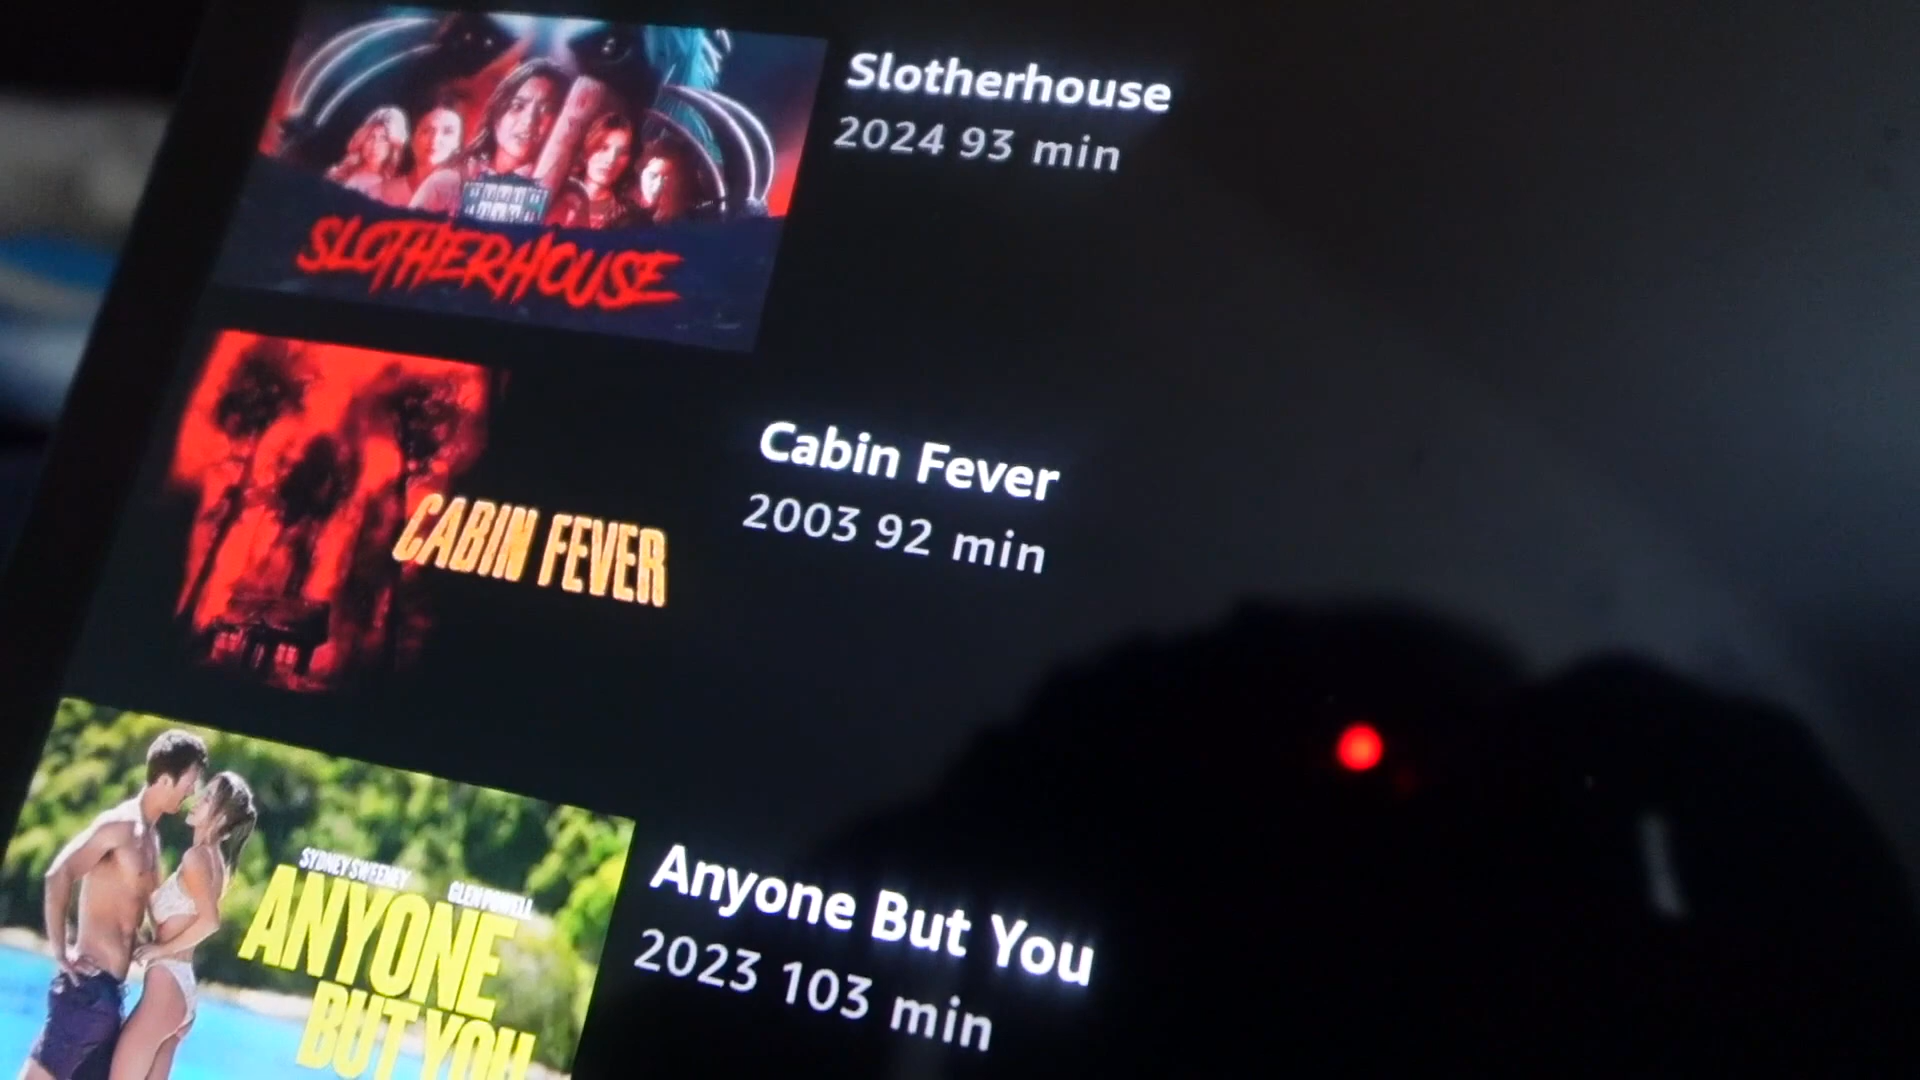 SLOTHERHOUSE
Slotherhouse
2024 93 min
CABIN FEVER
Cabin Fever
2003 92 min
SYDNEY SWEENEY GLEN POWELL
ANYONE
BUT YOU
Anyone But You
2023 103 min